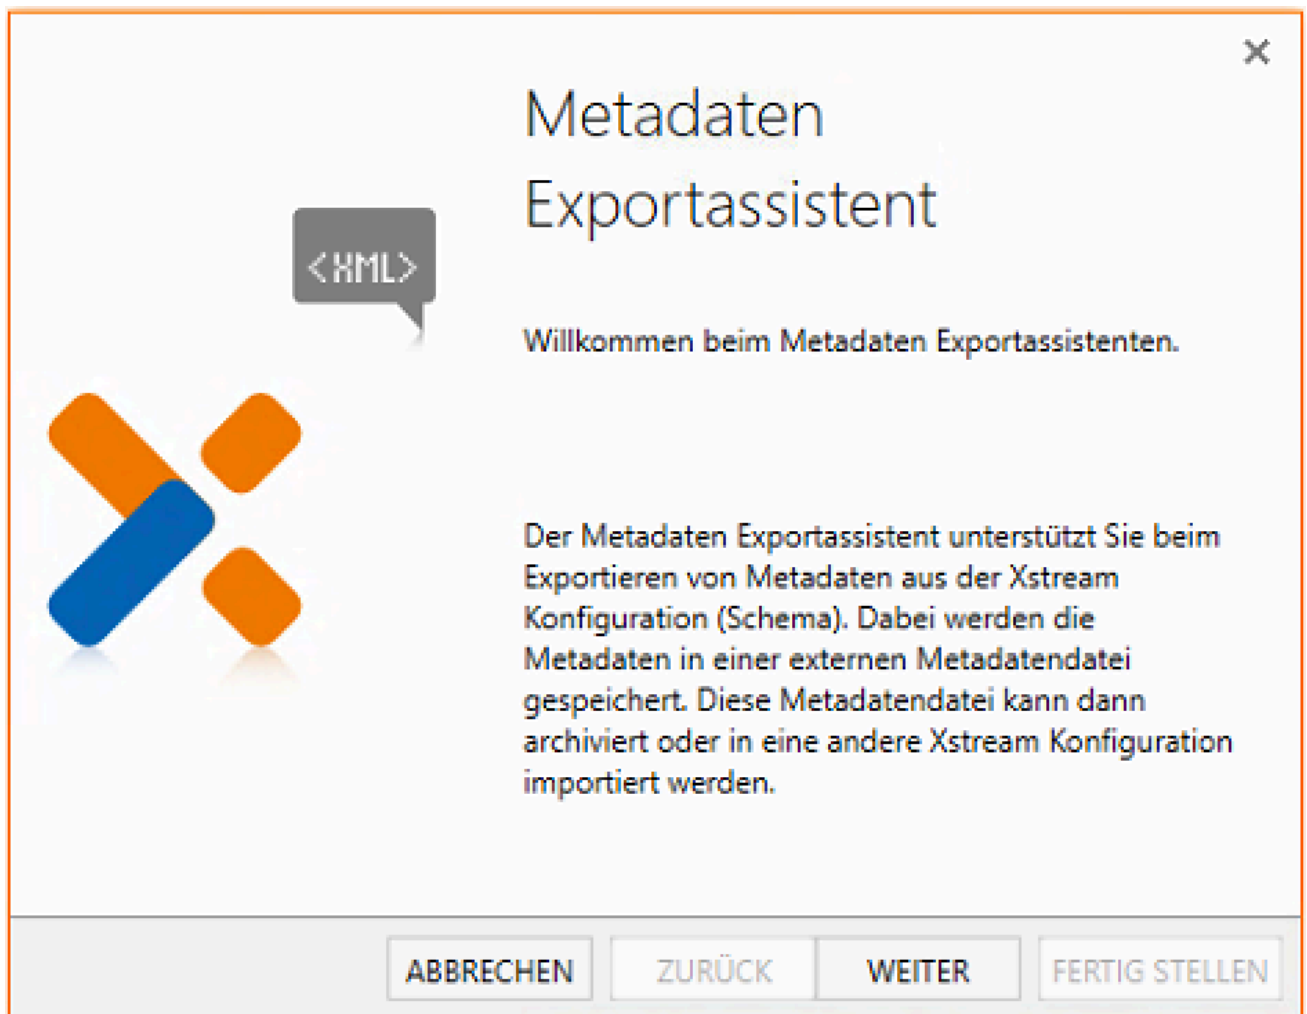 Metadaten
Exportassistent
<XML>
Willkommen beim Metadaten Exportassistenten.
Der Metadaten Exportassistent unterstützt Sie beim
Exportieren von Metadaten aus der Xstream
Konfiguration (Schema). Dabei werden die
Metadaten in einer externen Metadatendatei
gespeichert. Diese Metadatendatei kann dann
archiviert oder in eine andere Xstream Konfiguration
importiert werden.
ABBRECHEN ZURÜCK WEITER FERTIG STELLEN